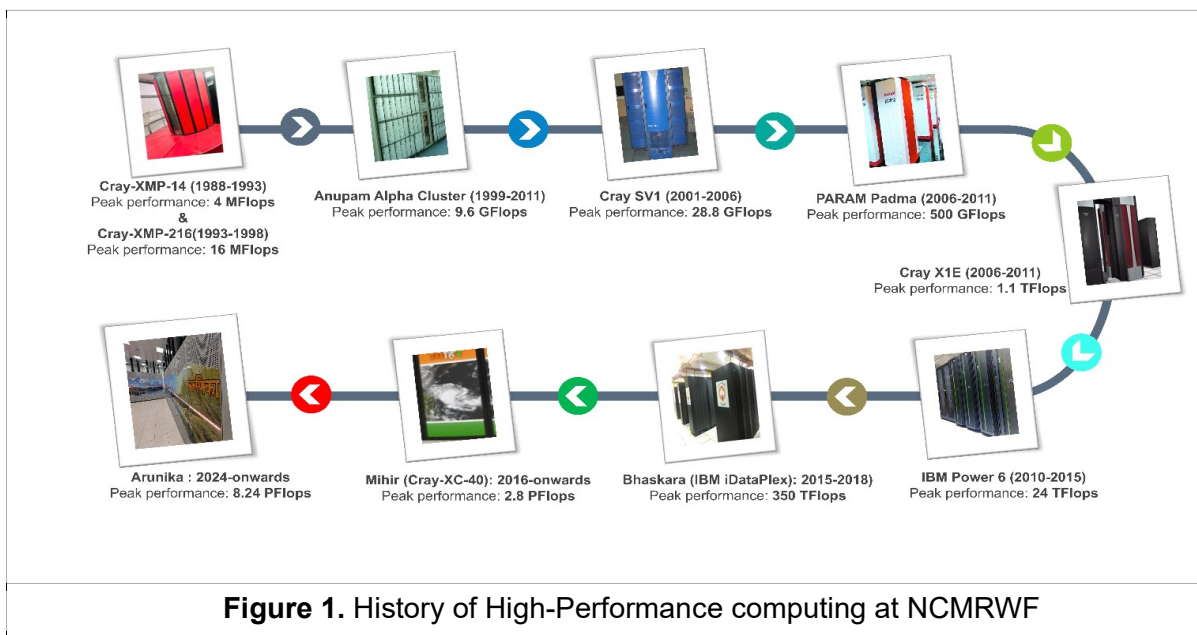 Cray-XMP-14 (1988-1993)
Peak performance: 4 MFlops
&
Cray-XMP-216(1993-1998)
Peak performance: 16 MFlops
Anupam Alpha Cluster (1999-2011)
Peak performance: 9.6 GFlops
Cray SV1 (2001-2006)
Peak performance: 28.8 GFlops
PARAM Padma (2006-2011)
Peak performance: 500 GFlops
Cray X1E (2006-2011)
Peak performance: 1.1 TFlops
Arunika : 2024-onwards
Peak performance: 8.24 PFlops
Mihir (Cray-XC-40): 2016-onwards
Peak performance: 2.8 PFlops
Bhaskara (IBM iDataPlex): 2015-2018)
Peak performance: 350 TFlops
IBM Power 6 (2010-2015)
Peak performance: 24 TFlops
Figure 1. History of High-Performance computing at NCMRWF